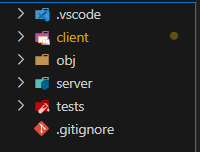 .vscode
client
obj
server
tests
.gitignore